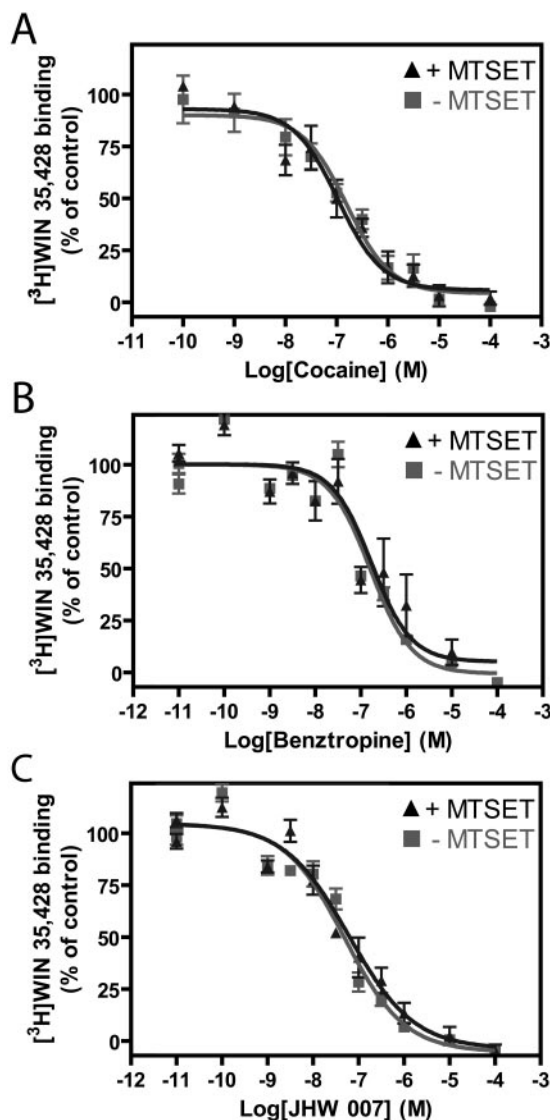 A
▲ + MTSET
■ - MTSET
[³H]WIN 35,428 binding
(% of control)
100
75
50
25
0
-11 -10 -9 -8 -7 -6 -5 -4 -3
Log[Cocaine] (M)
B
▲ + MTSET
■ - MTSET
[³H]WIN 35,428 binding
(% of control)
100
75
50
25
0
-12 -11 -10 -9 -8 -7 -6 -5 -4 -3
Log[Benztropine] (M)
C
▲ + MTSET
■ - MTSET
[³H]WIN 35,428 binding
(% of control)
100
75
50
25
0
-12 -11 -10 -9 -8 -7 -6 -5 -4 -3
Log[JHW 007] (M)